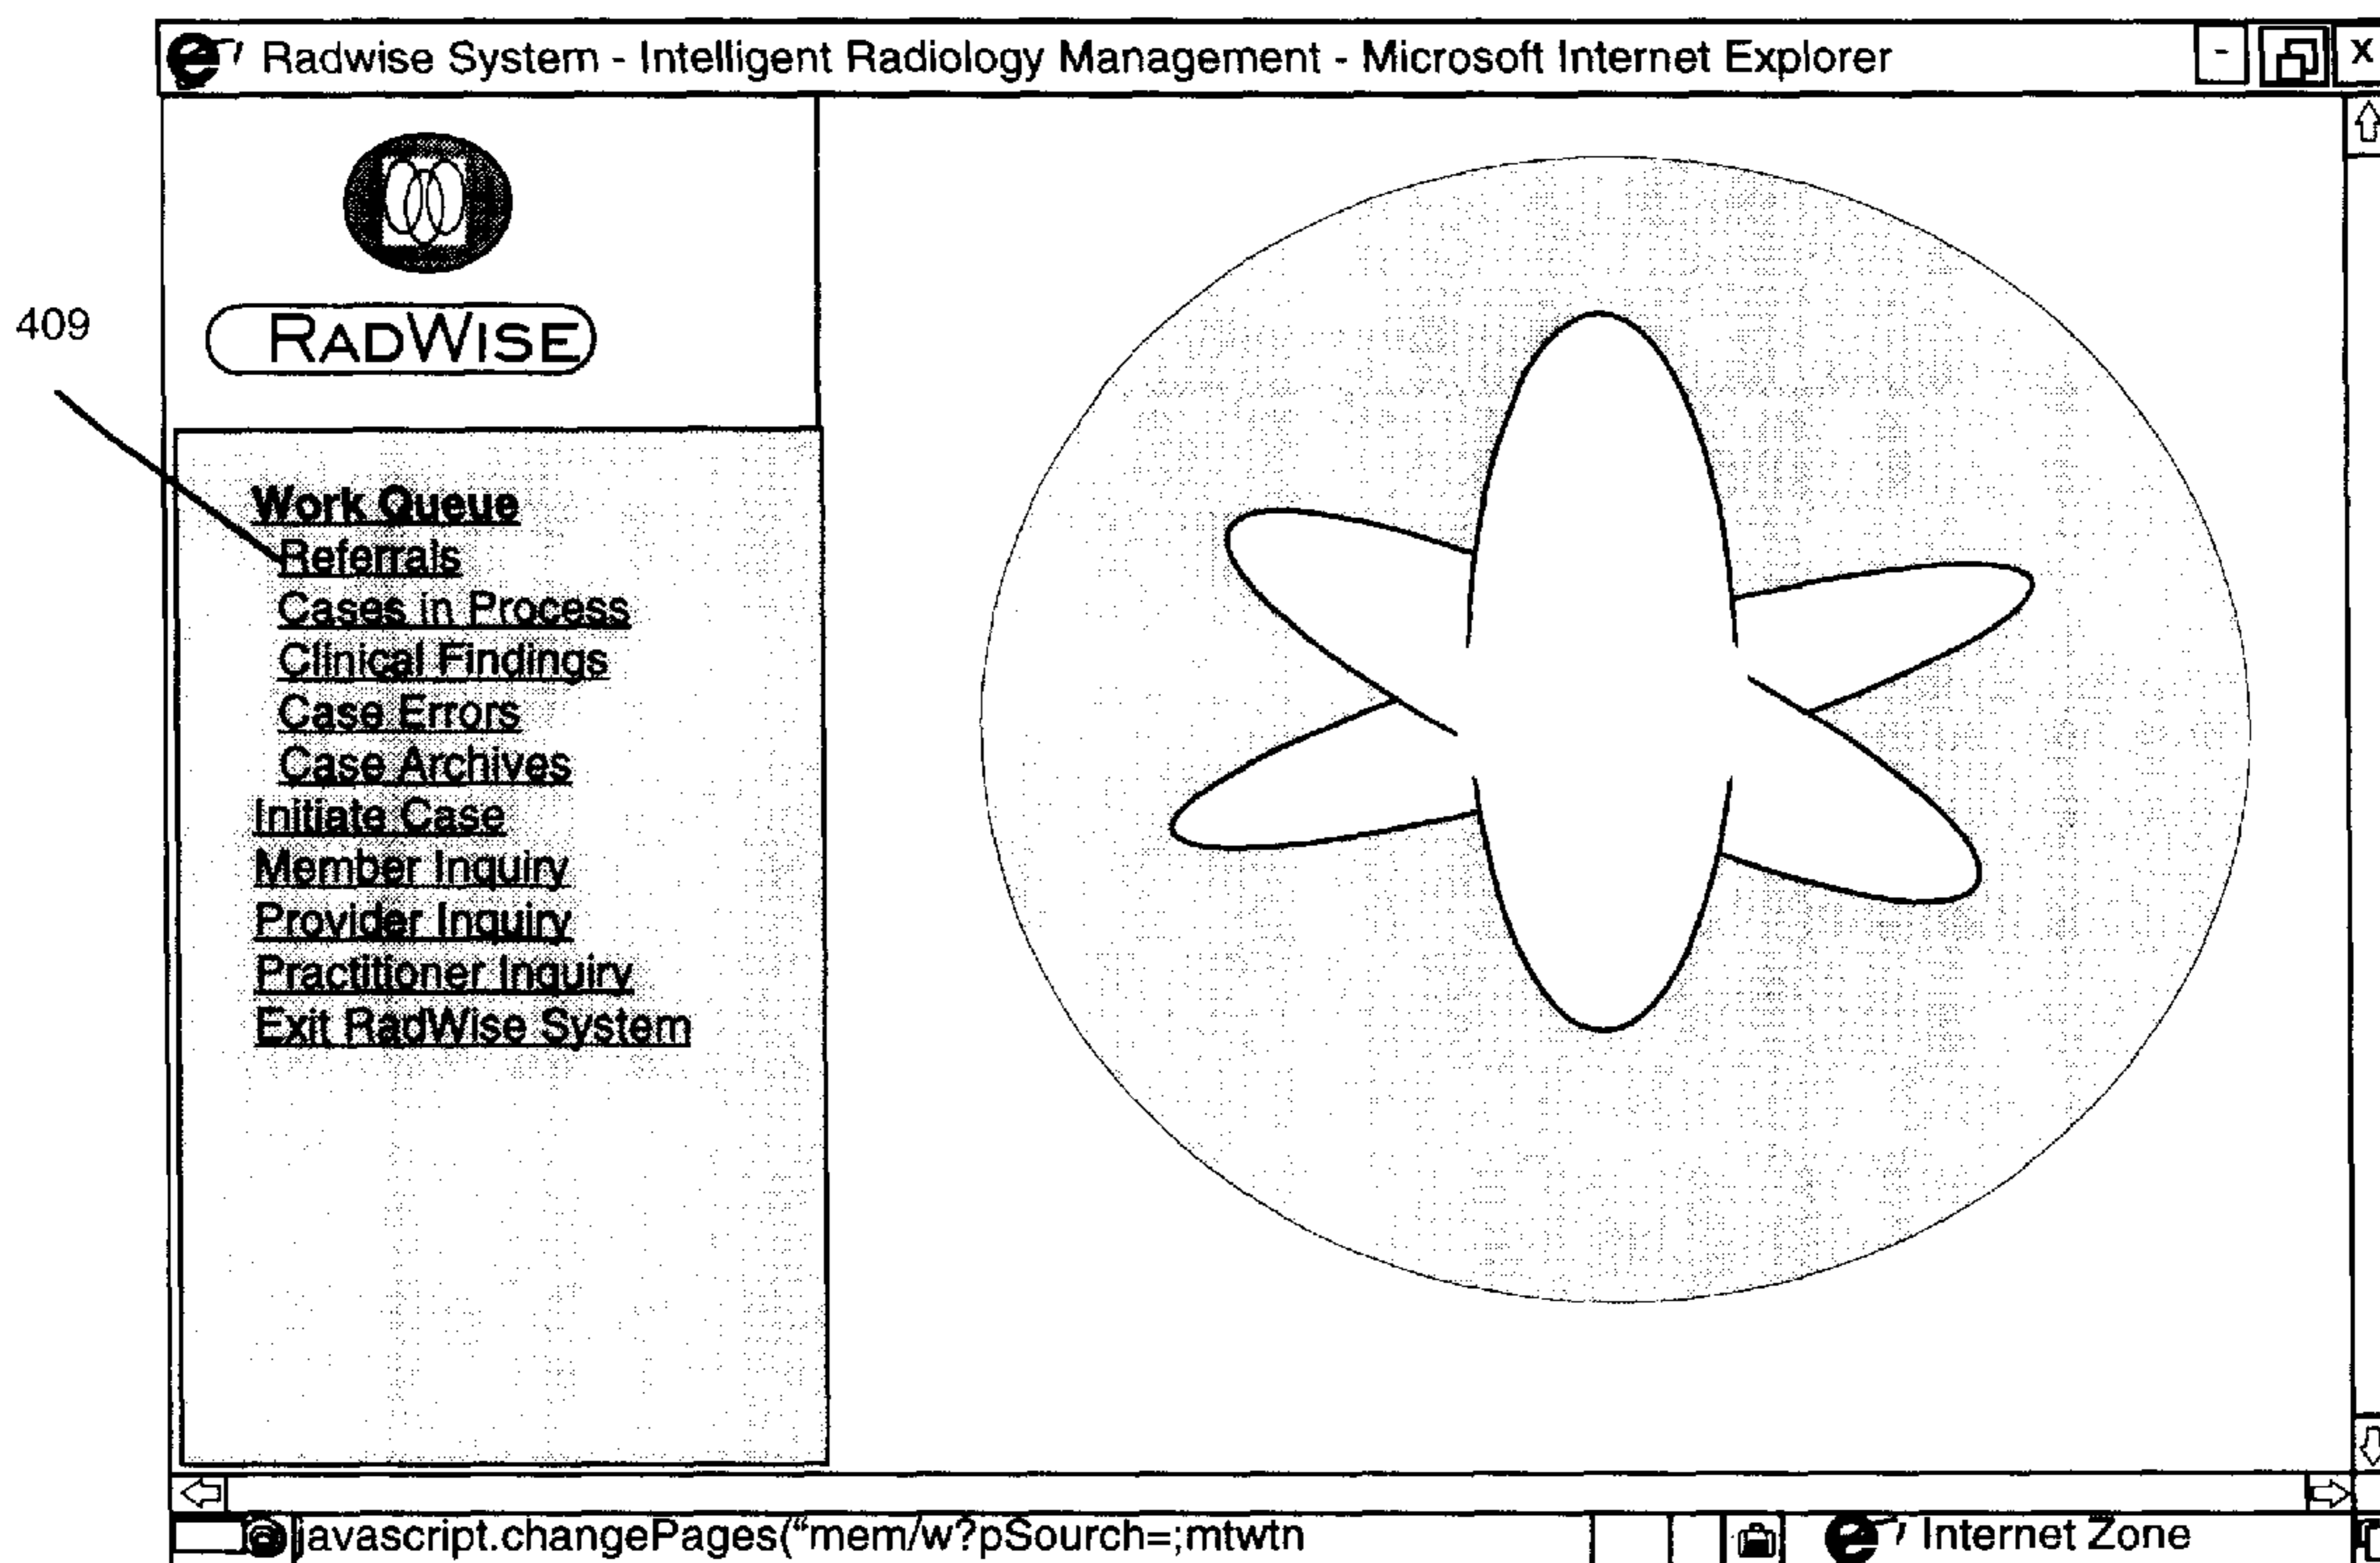 Radwise System - Intelligent Radiology Management - Microsoft Internet Explorer
RADWISE
409
Work Queue
Referrals
Cases in Process
Clinical Findings
Case Errors
Case Archives
Initiate Case
Member Inquiry
Provider Inquiry
Practitioner Inquiry
Exit RadWise System
javascript.changePages(“mem/w?pSourch=;mtwtn
Internet Zone